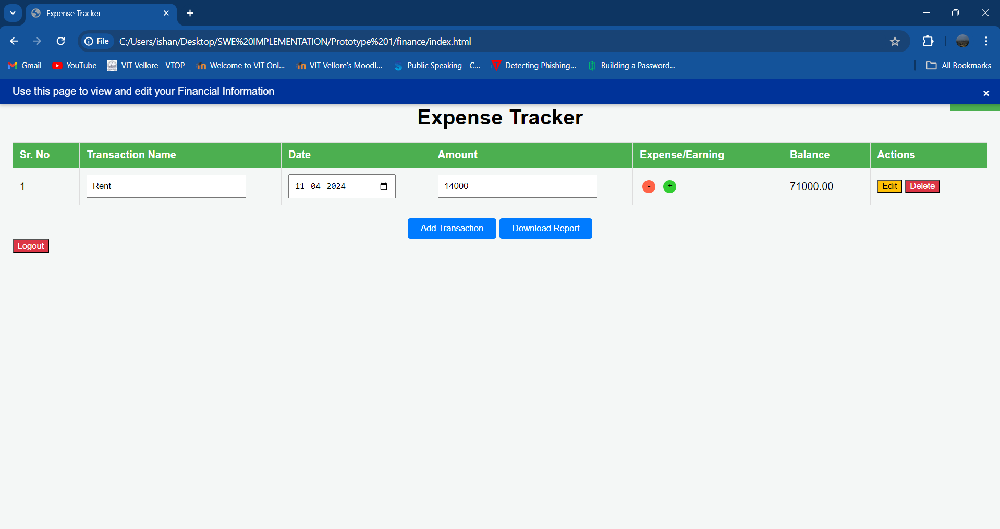 Expense Tracker
File C:/Users/ishan/Desktop/SWE%20IMPLEMENTATION/Prototype%201/finance/index.html
Gmail YouTube VIT Vellore - VTOP Welcome to VIT Onl... VIT Vellore's Moodl... Public Speaking - C... Detecting Phishing... Building a Password... All Bookmarks
Use this page to view and edit your Financial Information ×
Expense Tracker
Sr. No Transaction Name Date Amount Expense/Earning Balance Actions
1 Rent 11-04-2024 14000 - + 71000.00 Edit Delete
Add Transaction Download Report
Logout